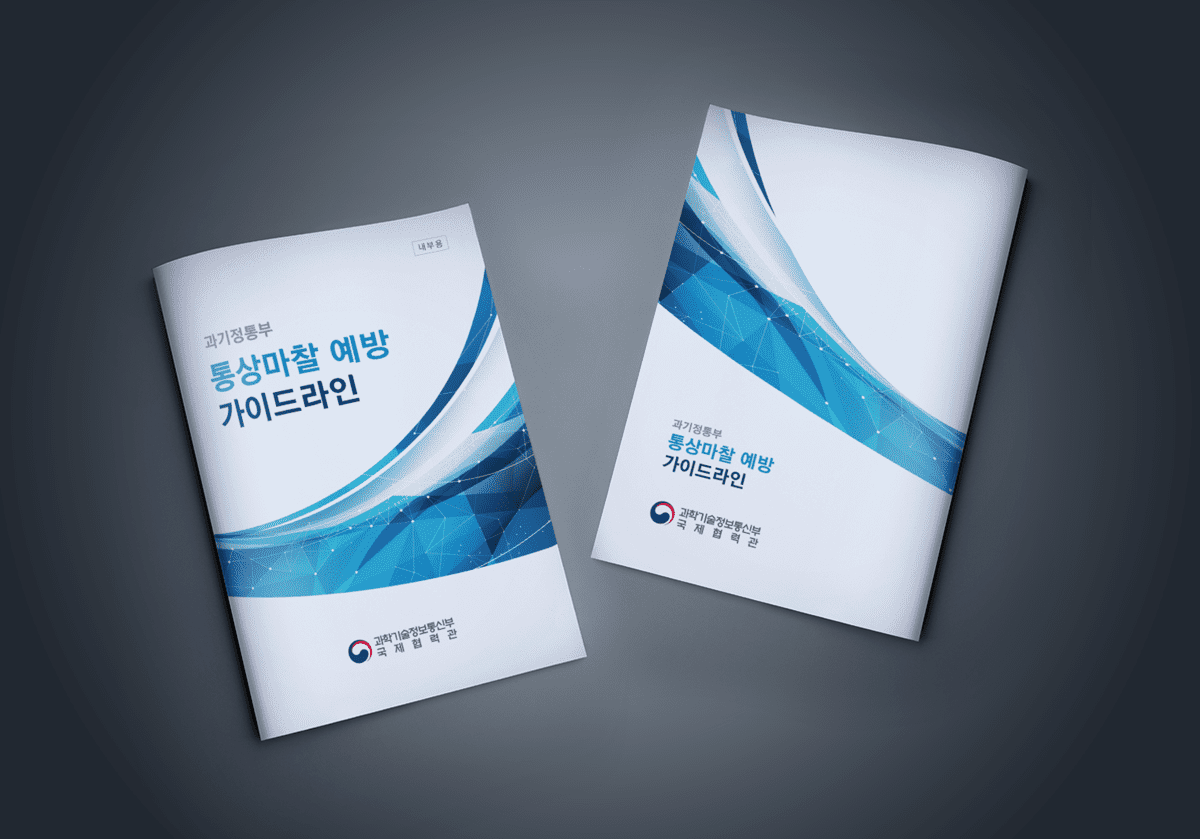 내부용
과기정통부
통상마찰 예방
가이드라인
과학기술정보통신부
국제협력관
과기정통부
통상마찰 예방
가이드라인
과학기술정보통신부
국제협력관